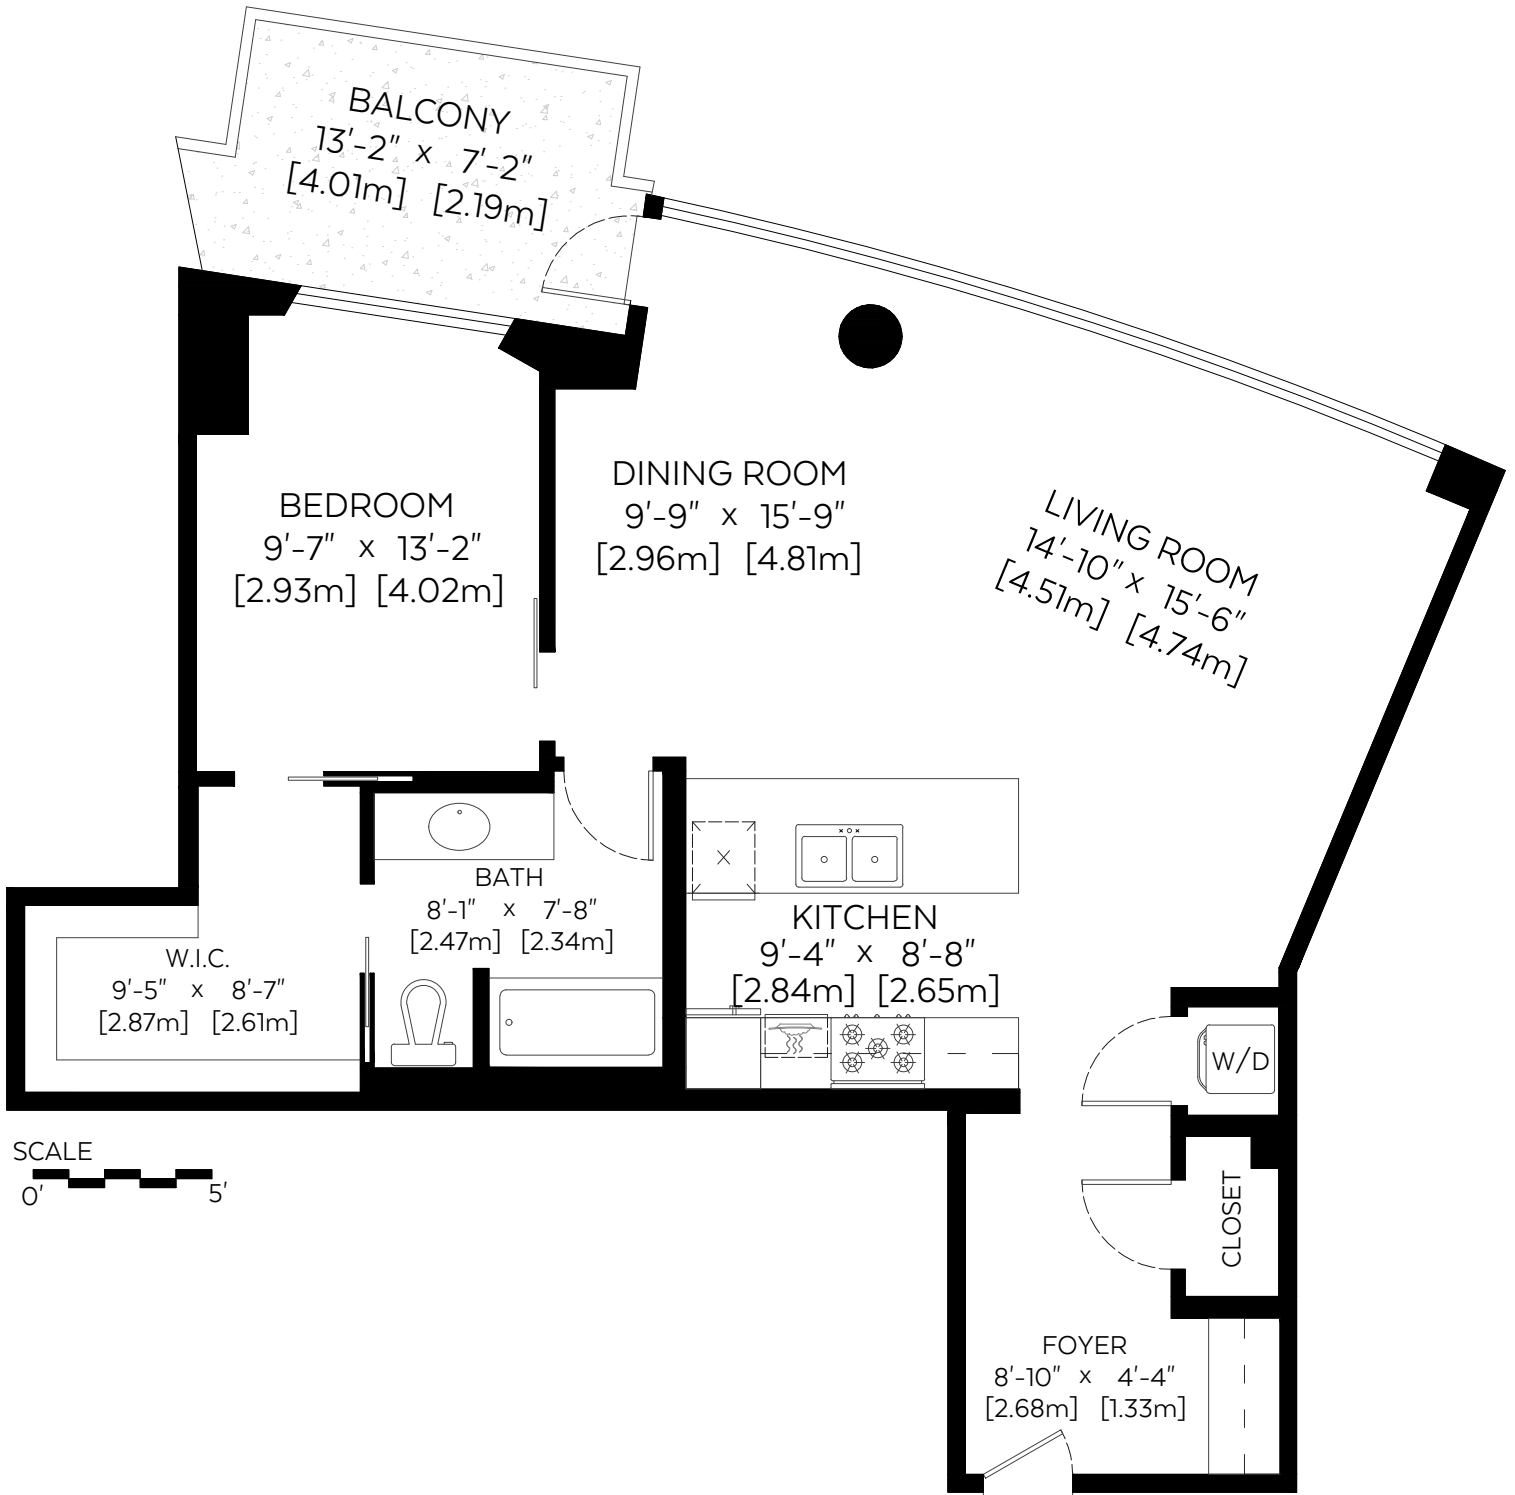 BALCONY
13'-2" x 7'-2"
[4.01m] [2.19m]
DINING ROOM
9'-9" x 15'-9"
[2.96m] [4.81m]
BEDROOM
9'-7" x 13'-2"
[2.93m] [4.02m]
LIVING ROOM
14'-10" x 15'-6"
[4.51m] [4.74m]
BATH
8'-1" x 7'-8"
[2.47m] [2.34m]
KITCHEN
9'-4" x 8'-8"
[2.84m] [2.65m]
W.I.C.
9'-5" x 8'-7"
[2.87m] [2.61m]
W/D
SCALE
0' 5'
CLOSET
FOYER
8'-10" x 4'-4"
[2.68m] [1.33m]